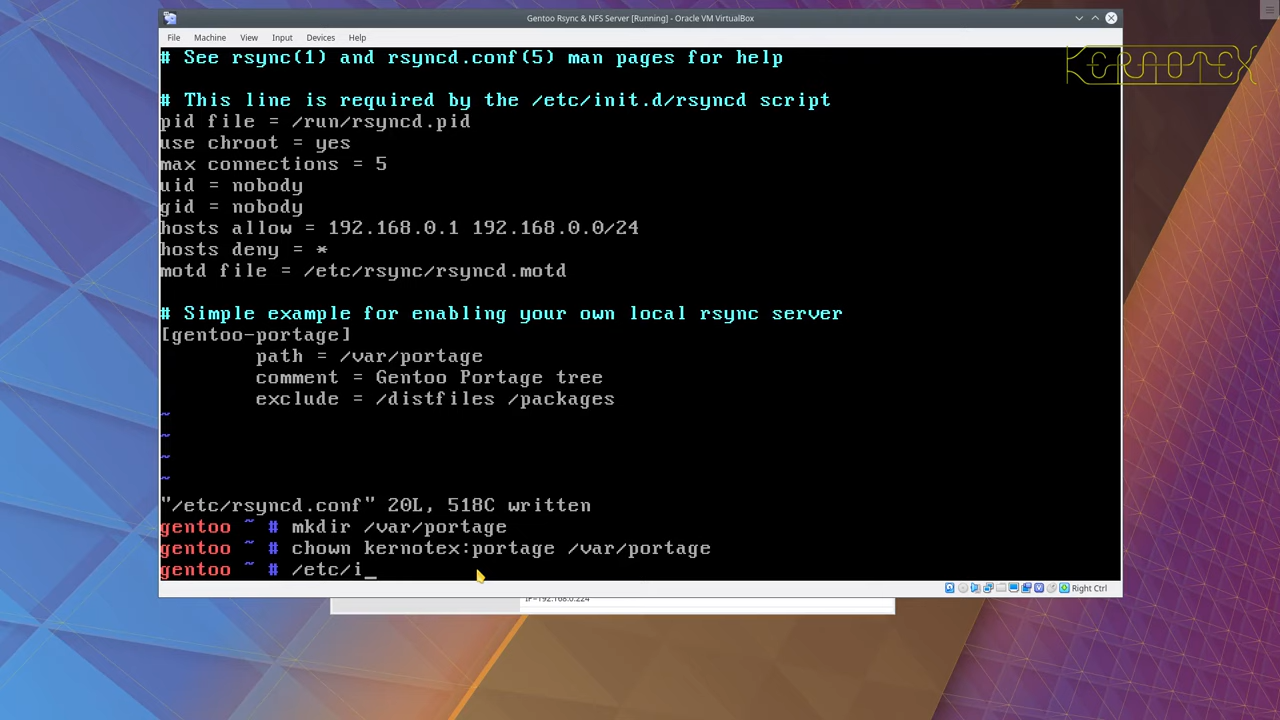 Gentoo Rsync & NFS Server [Running] - Oracle VM VirtualBox
File Machine View Input Devices Help
KERNOTEX
# See rsync(1) and rsyncd.conf(5) man pages for help
# This line is required by the /etc/init.d/rsyncd script
pid file = /run/rsyncd.pid
use chroot = yes
max connections = 5
uid = nobody
gid = nobody
hosts allow = 192.168.0.1 192.168.0.0/24
hosts deny = *
motd file = /etc/rsync/rsyncd.motd
# Simple example for enabling your own local rsync server
[gentoo-portage]
path = /var/portage
comment = Gentoo Portage tree
exclude = /distfiles /packages
~
~
~
~
"/etc/rsyncd.conf" 20L, 518C written
gentoo ~ # mkdir /var/portage
gentoo ~ # chown kernotex:portage /var/portage
gentoo ~ # /etc/i_
Right Ctrl
IP=192.168.0.224